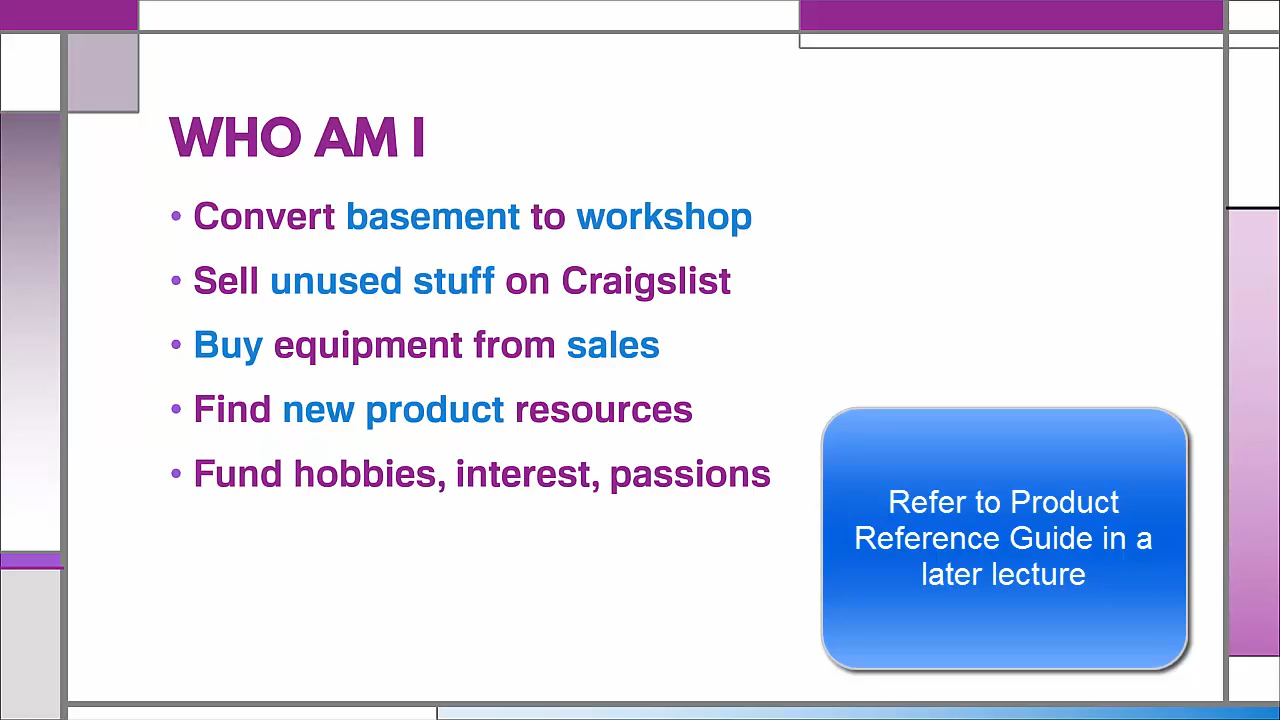 WHO AM I
• Convert basement to workshop
• Sell unused stuff on Craigslist
• Buy equipment from sales
• Find new product resources
• Fund hobbies, interest, passions
Refer to Product
Reference Guide in a
later lecture